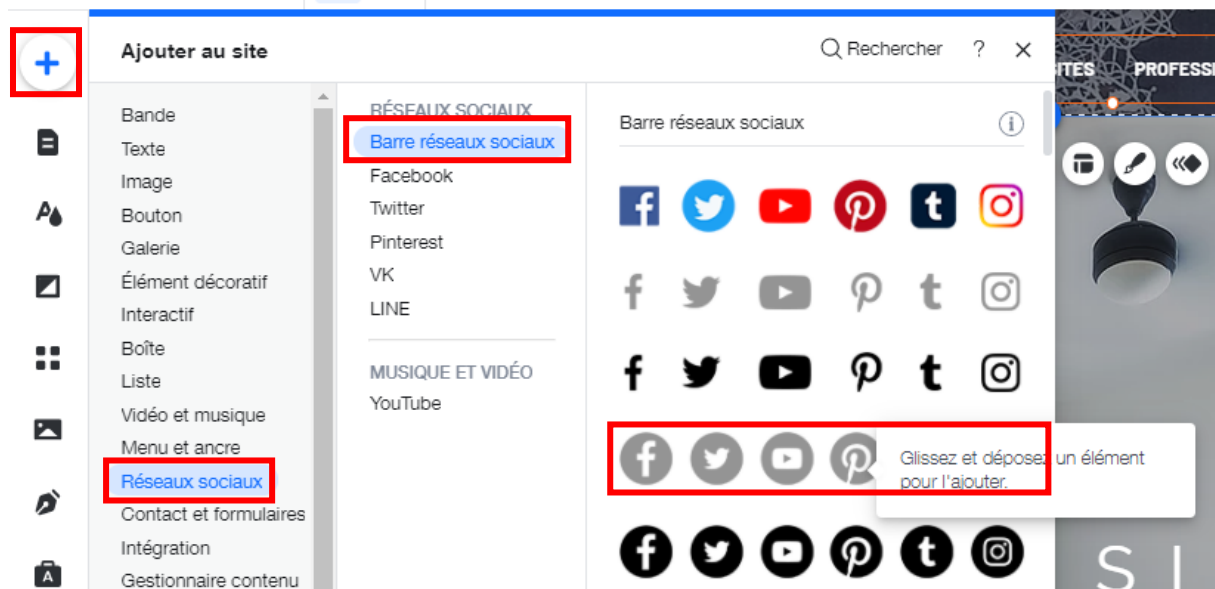 Ajouter au site
Rechercher ?
Bande
Texte
Image
Bouton
Galerie
Élément décoratif
Interactif
Boîte
Liste
Vidéo et musique
Menu et ancre
Réseaux sociaux
Contact et formulaires
Intégration
Gestionnaire contenu
RÉSEAUX SOCIAUX
Barre réseaux sociaux
Facebook
Twitter
Pinterest
VK
LINE
MUSIQUE ET VIDÉO
YouTube
Barre réseaux sociaux
Glissez et déposez un élément
pour l'ajouter.
ITES PROFESSI
S I